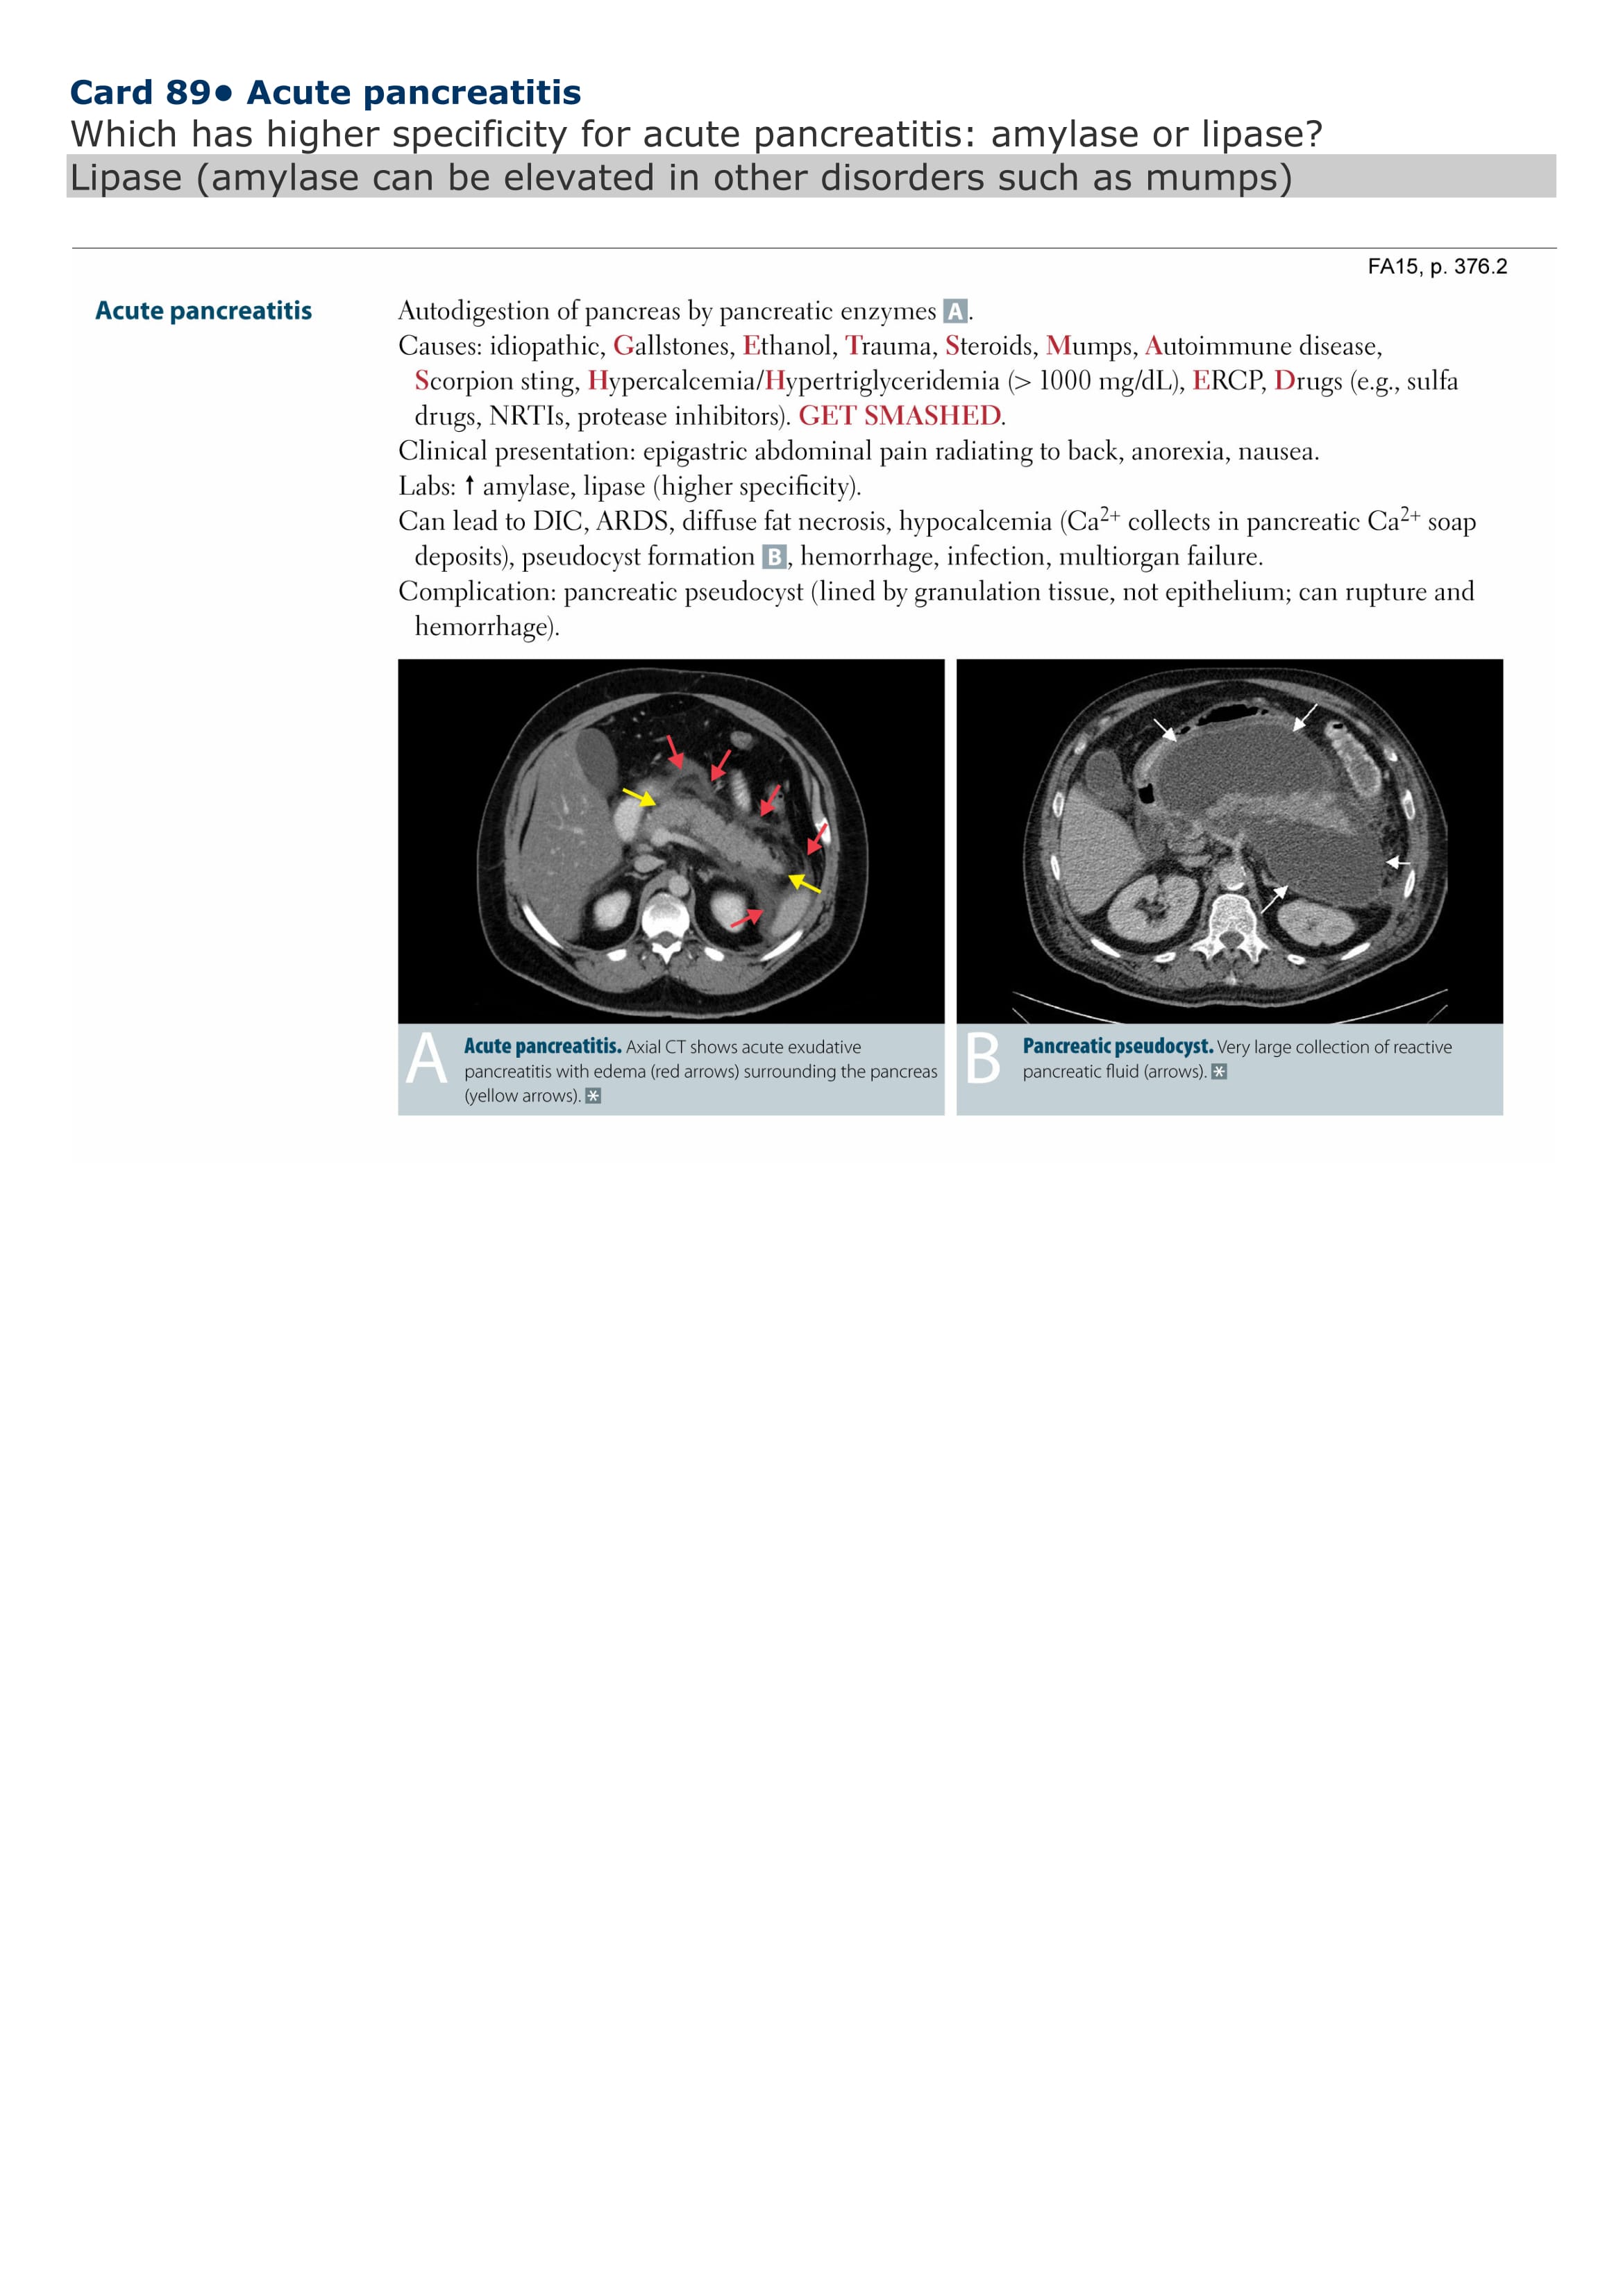 Card 89• Acute pancreatitis
Which has higher specificity for acute pancreatitis: amylase or lipase?
Lipase (amylase can be elevated in other disorders such as mumps)
FA15, p. 376.2
Acute pancreatitis
Autodigestion of pancreas by pancreatic enzymes A.
Causes: idiopathic, Gallstones, Ethanol, Trauma, Steroids, Mumps, Autoimmune disease,
Scorpion sting, Hypercalcemia/Hypertriglyceridemia (> 1000 mg/dL), ERCP, Drugs (e.g., sulfa
drugs, NRTIs, protease inhibitors). GET SMASHED.
Clinical presentation: epigastric abdominal pain radiating to back, anorexia, nausea.
Labs: ↑ amylase, lipase (higher specificity).
Can lead to DIC, ARDS, diffuse fat necrosis, hypocalcemia (Ca²⁺ collects in pancreatic Ca²⁺ soap
deposits), pseudocyst formation B, hemorrhage, infection, multiorgan failure.
Complication: pancreatic pseudocyst (lined by granulation tissue, not epithelium; can rupture and
hemorrhage).
A Acute pancreatitis. Axial CT shows acute exudative
pancreatitis with edema (red arrows) surrounding the pancreas
(yellow arrows). *
B Pancreatic pseudocyst. Very large collection of reactive
pancreatic fluid (arrows). *